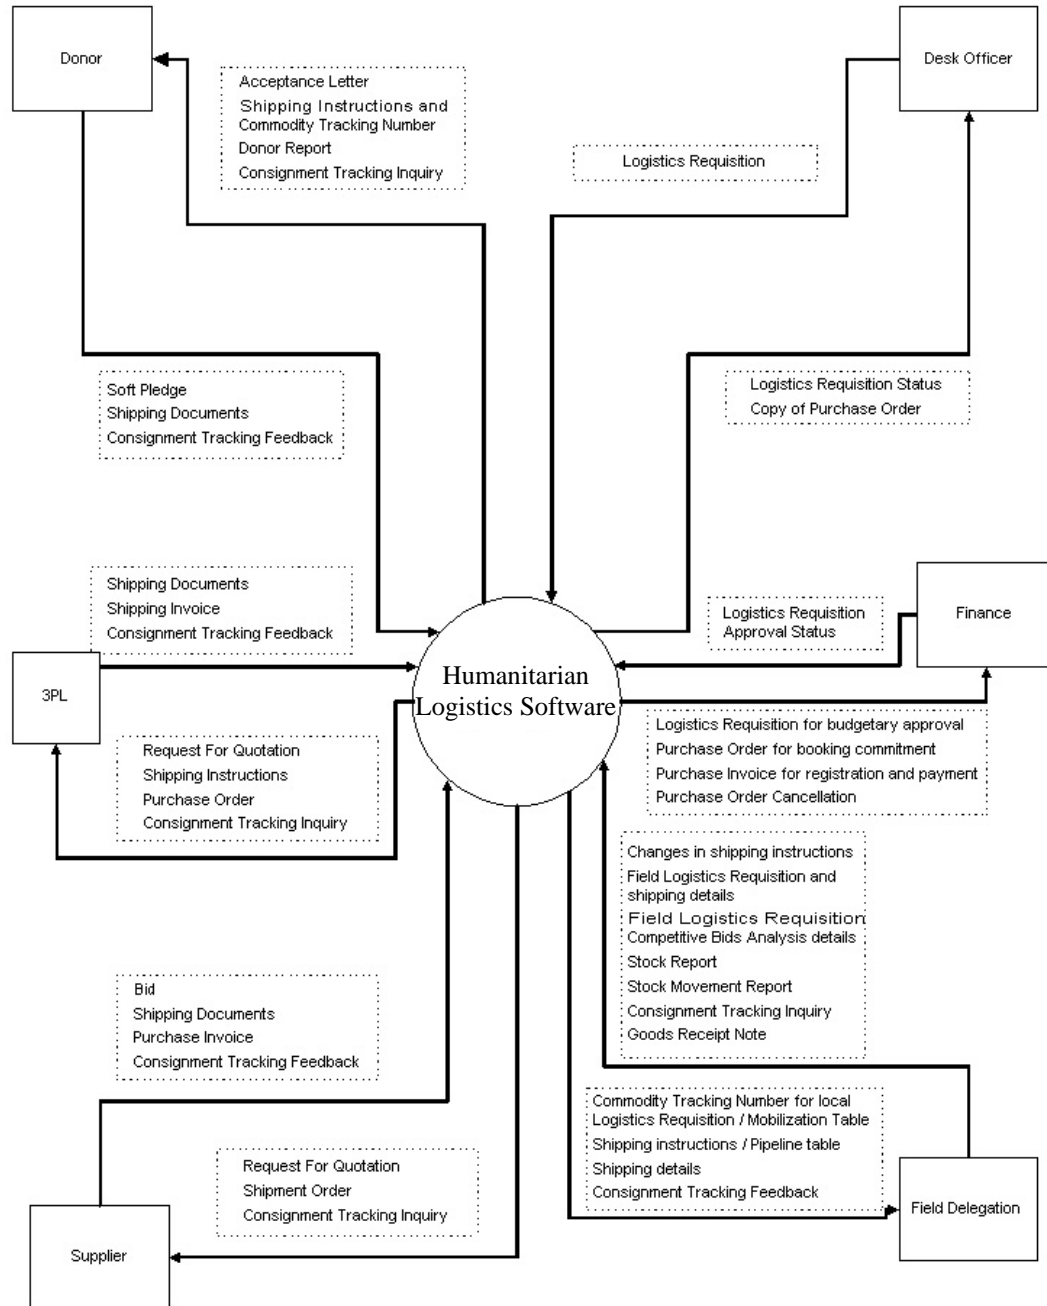 Donor
Desk Officer
Acceptance Letter
Shipping Instructions and
Commodity Tracking Number
Donor Report
Consignment Tracking Inquiry
Logistics Requisition
Soft Pledge
Shipping Documents
Consignment Tracking Feedback
Logistics Requisition Status
Copy of Purchase Order
Shipping Documents
Shipping Invoice
Consignment Tracking Feedback
Logistics Requisition
Approval Status
Finance
3PL
Humanitarian
Logistics Software
Request For Quotation
Shipping Instructions
Purchase Order
Consignment Tracking Inquiry
Logistics Requisition for budgetary approval
Purchase Order for booking commitment
Purchase Invoice for registration and payment
Purchase Order Cancellation
Changes in shipping instructions
Field Logistics Requisition and
shipping details
Field Logistics Requisition
Competitive Bids Analysis details
Stock Report
Stock Movement Report
Consignment Tracking Inquiry
Goods Receipt Note
Bid
Shipping Documents
Purchase Invoice
Consignment Tracking Feedback
Commodity Tracking Number for local
Logistics Requisition / Mobilization Table
Shipping instructions / Pipeline table
Shipping details
Consignment Tracking Feedback
Request For Quotation
Shipment Order
Consignment Tracking Inquiry
Field Delegation
Supplier